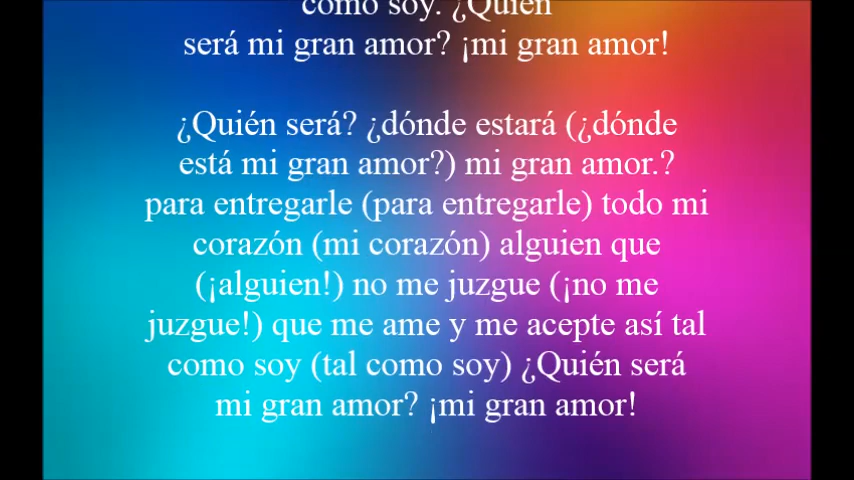 como soy. ¿Quién
será mi gran amor? ¡mi gran amor!
¿Quién será? ¿dónde estará (¿dónde
está mi gran amor?) mi gran amor.?
para entregarle (para entregarle) todo mi
corazón (mi corazón) alguien que
(¡alguien!) no me juzgue (¡no me
juzgue!) que me ame y me acepte así tal
como soy (tal como soy) ¿Quién será
mi gran amor? ¡mi gran amor!